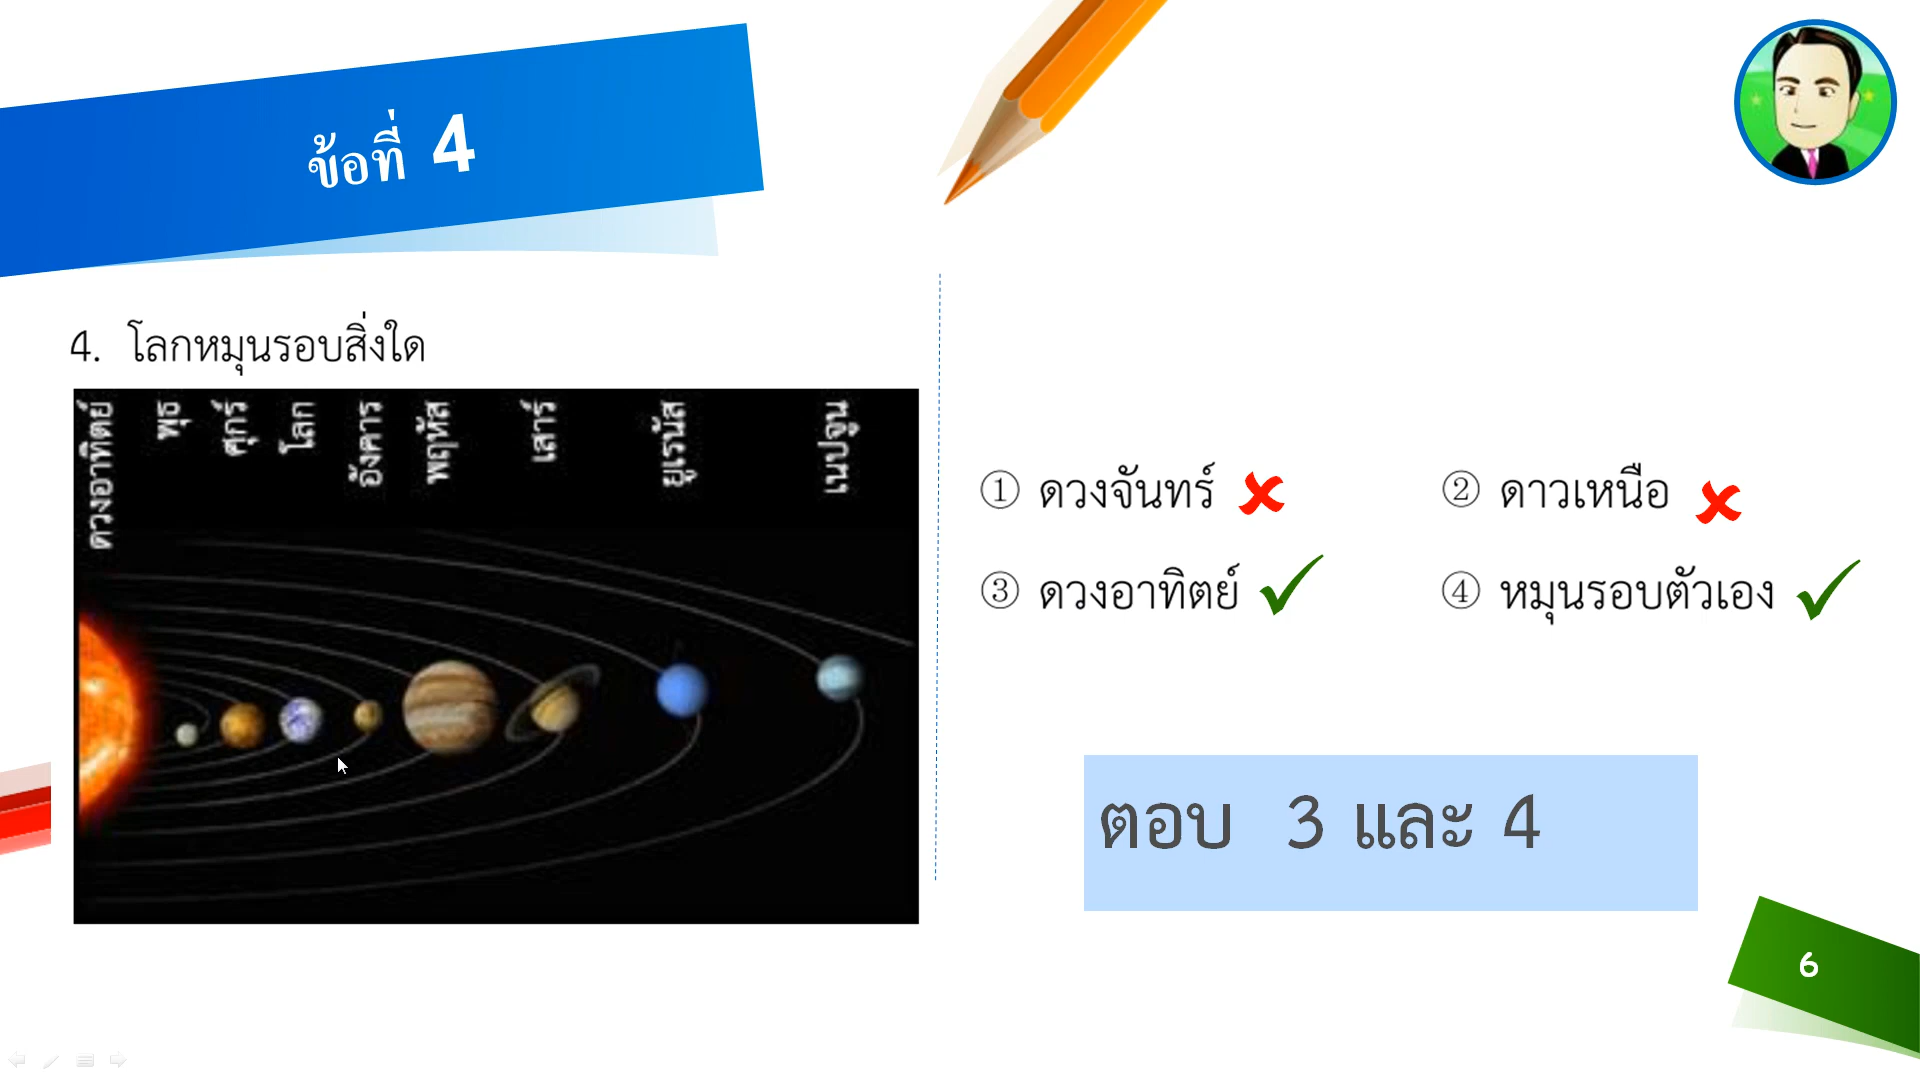 ข้อที่ 4
4. โลกหมุนรอบสิ่งใด
ดวงอาทิตย์
พุธ
ศุกร์
โลก
อังคาร
พฤหัส
เสาร์
ยูเรนัส
เนปจูน
① ดวงจันทร์ ✘ ② ดาวเหนือ ✘
③ ดวงอาทิตย์ ✓ ④ หมุนรอบตัวเอง ✓
ตอบ 3 และ 4
6